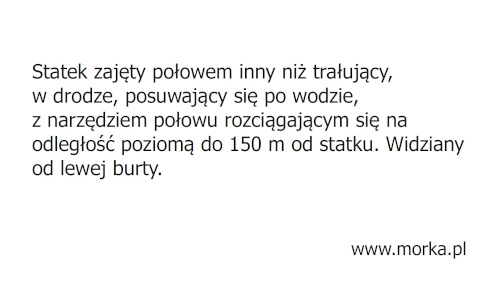 Statek zajęty połowem inny niż trałujący,
w drodze, posuwający się po wodzie,
z narzędziem połowu rozciągającym się na
odległość poziomą do 150 m od statku. Widziany
od lewej burty.
www.morka.pl